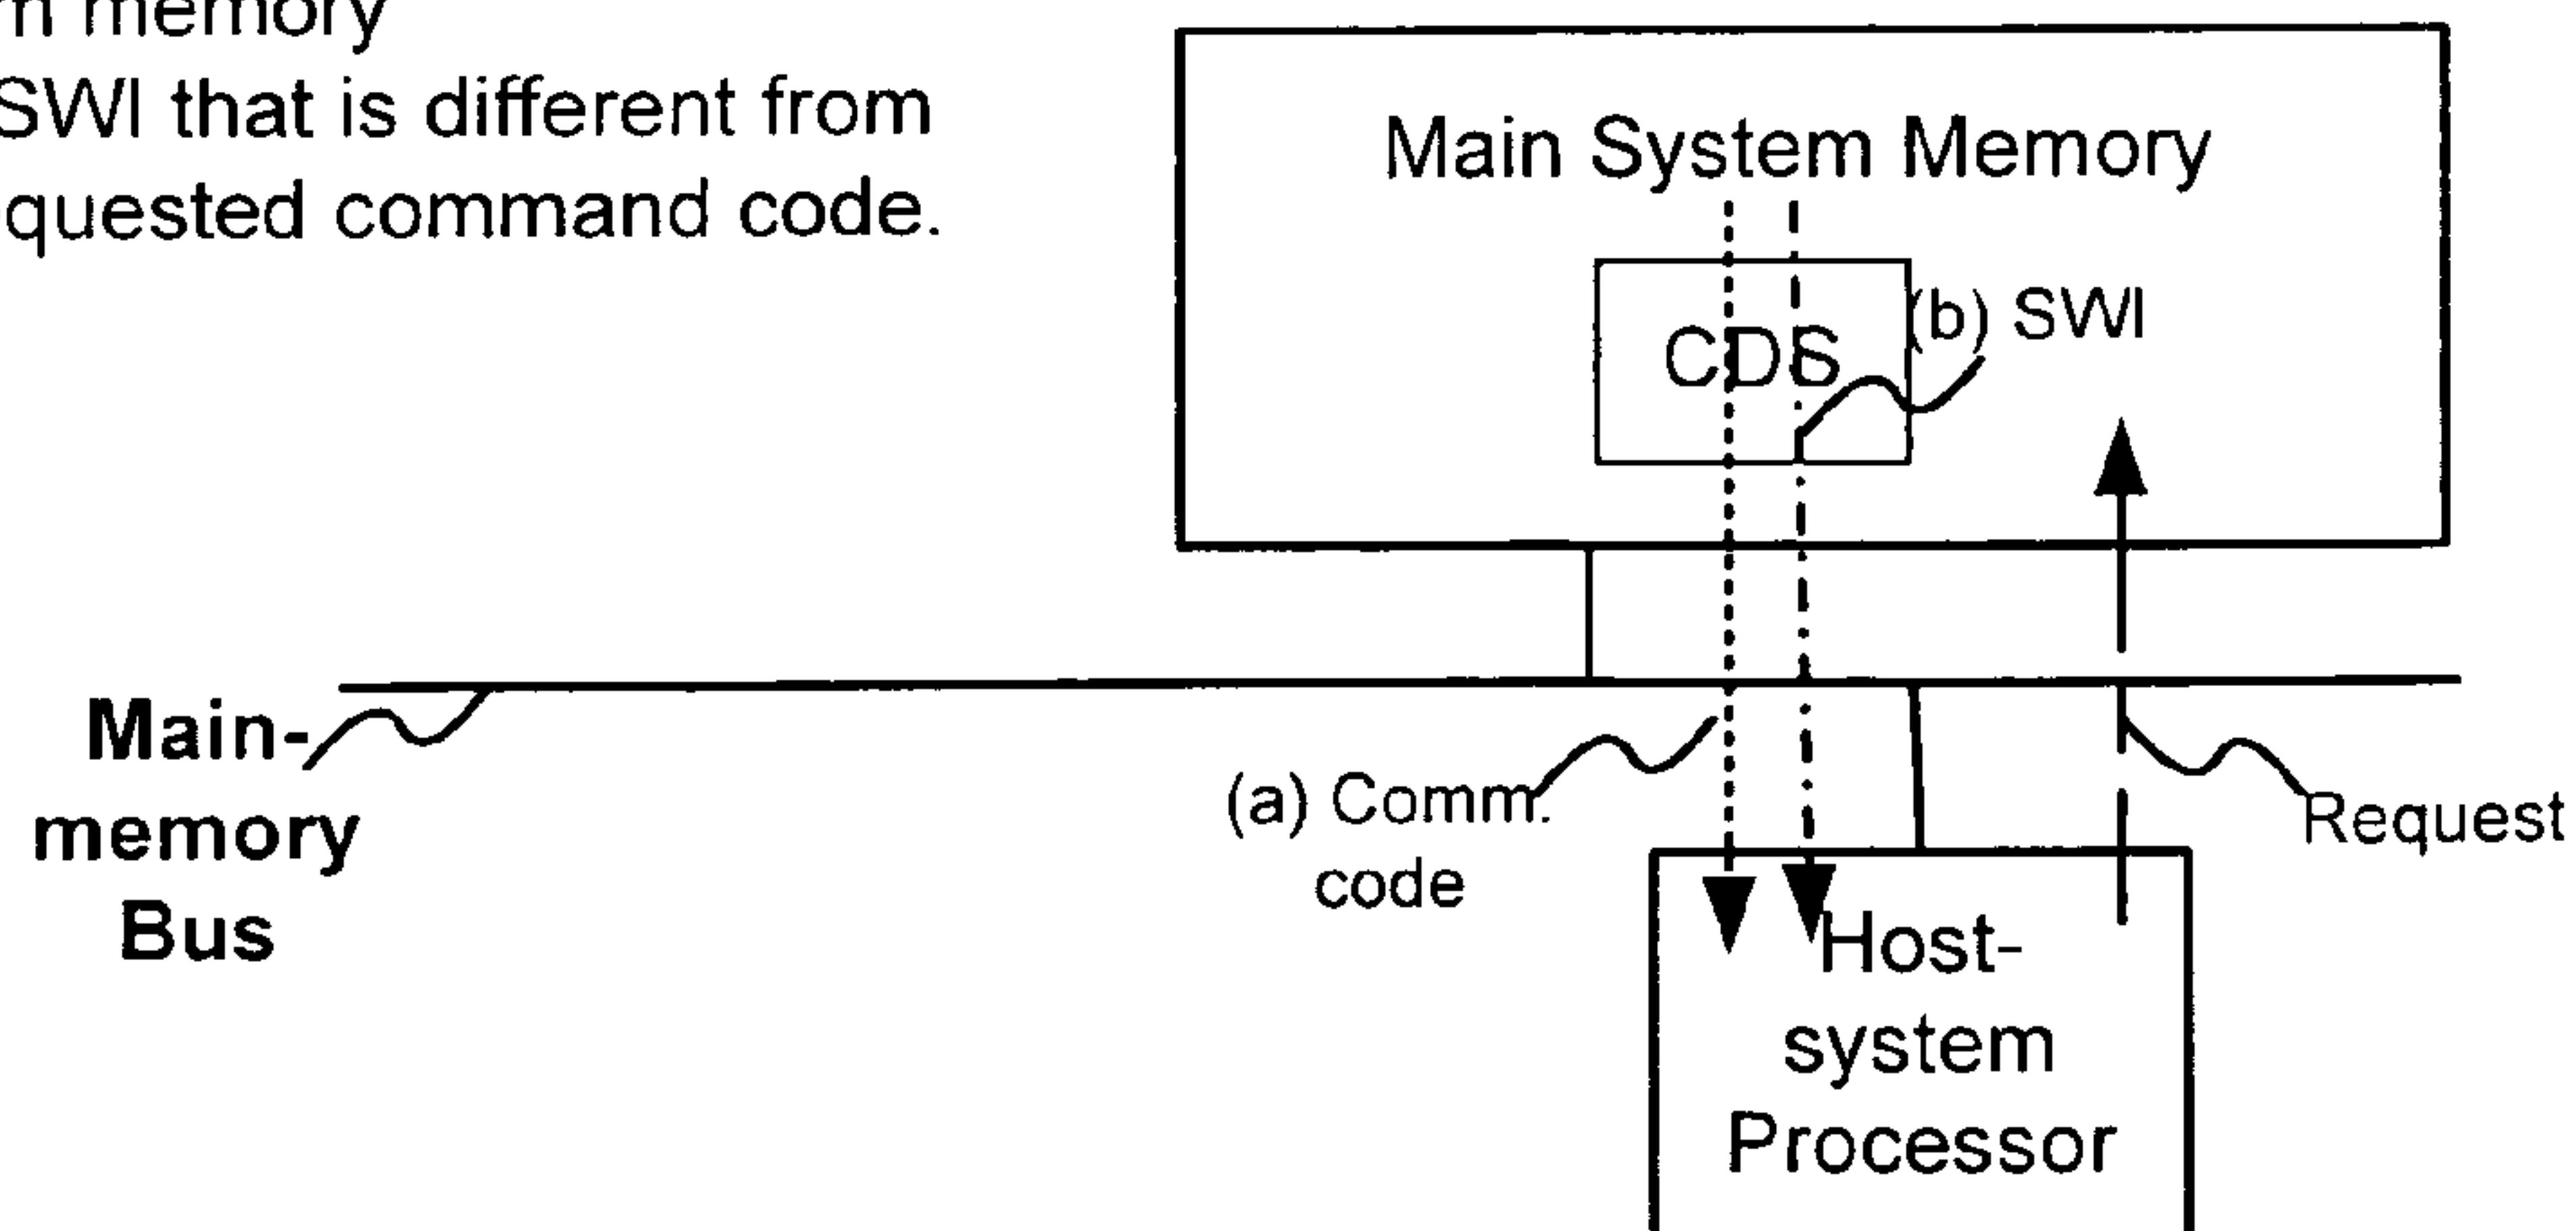 memory
SWI that is different from
command code.
Main System Memory
CDS
(b) SWI
Main-
memory
Bus
(a) Comm.
code
Request
Host-
system
Processor